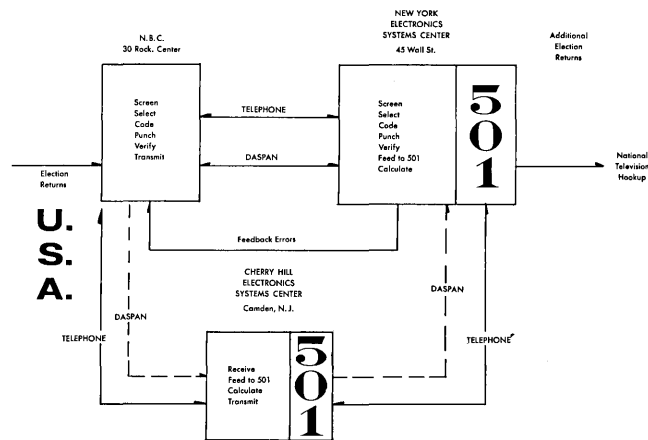 NEW YORK
ELECTRONICS
SYSTEMS CENTER
45 Wall St.
N.B.C.
30 Rock. Center
Additional
Election
Returns
Screen
Select
Code
Punch
Verify
Transmit
TELEPHONE
DASPAN
Screen
Select
Code
Punch
Verify
Feed to 501
Calculate
501
Election
Returns
National
Television
Hookup
U.
S.
A.
Feedback Errors
CHERRY HILL
ELECTRONICS
SYSTEMS CENTER
Camden, N.J.
DASPAN
DASPAN
TELEPHONE
TELEPHONE
Receive
Feed to 501
Calculate
Transmit
501